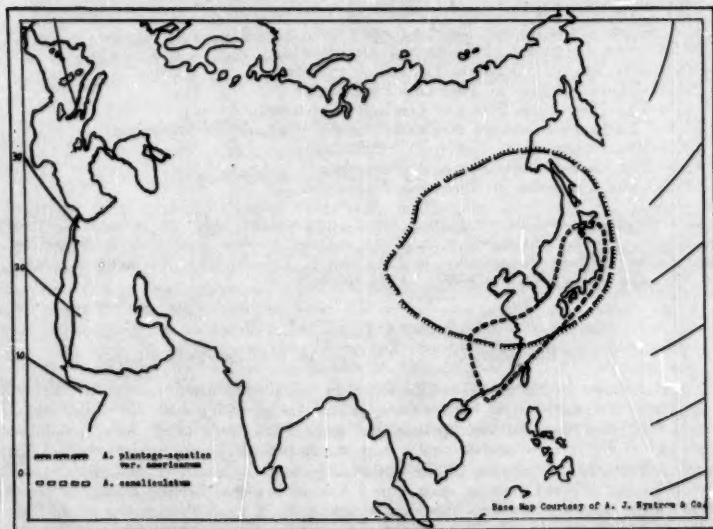 30
20
10
0
A. plantago-aquatica
var. americanum
A. canaliculatum
Base Map Courtesy of A. J. Nystrom & Co.